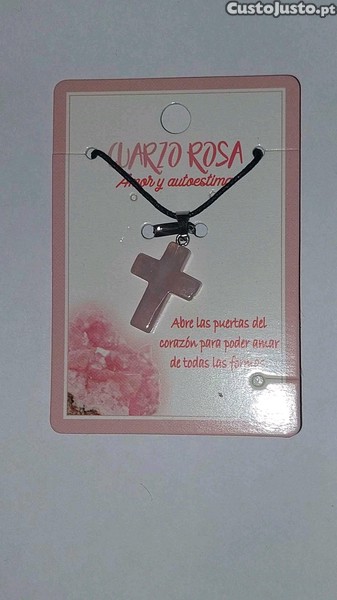 CustoJusto.pt
CUARZO ROSA
Amor y autoestima
Abre las puertas del
corazón para poder amar
de todas las formas